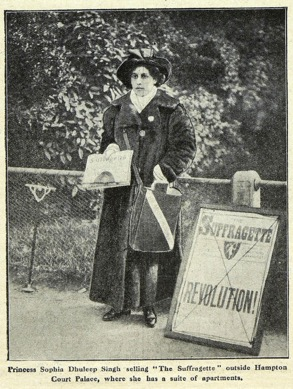 SUFFRAGETTE
REVOLUTION!
Princess Sophia Dhuleep Singh selling "The Suffragette" outside Hampton
Court Palace, where she has a suite of apartments.